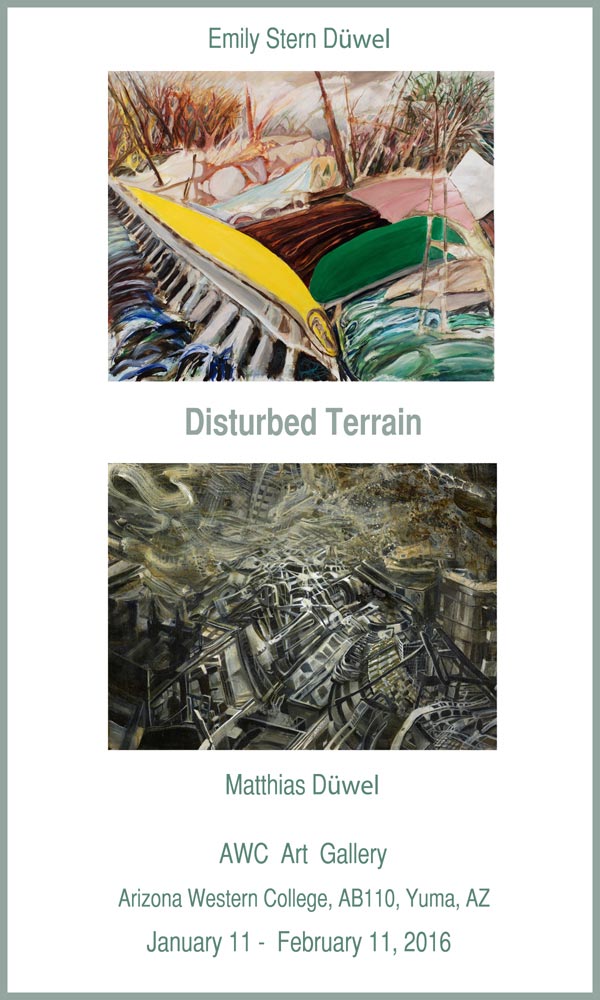 Emily Stern Düwel
Disturbed Terrain
Matthias Düwel
AWC Art Gallery
Arizona Western College, AB110, Yuma, AZ
January 11 - February 11, 2016